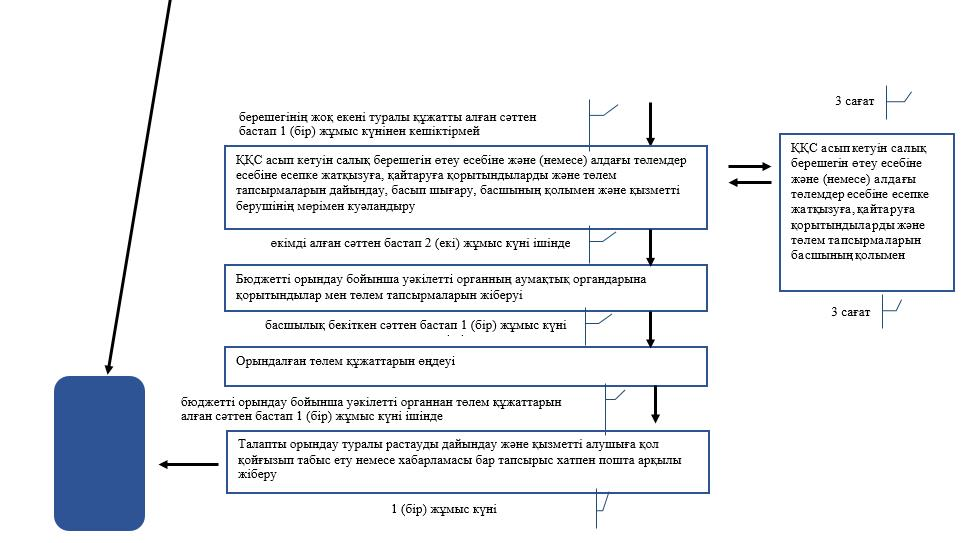 3 сағат
берешегінің жоқ екені туралы құжатты алған сәттен
бастап 1 (бір) жұмыс күнінен кешіктірмей
ҚҚС асып кетуін салық берешегін өтеу есебіне және (немесе) алдағы төлемдер
есебіне есепке жатқызуға, қайтаруға қорытындыларды және төлем
тапсырмаларын дайындау, басып шығару, басшының қолымен және қызметті
берушінің мөрімен куәландыру
ҚҚС асып кетуін салық
берешегін өтеу есебіне
және (немесе) алдағы
төлемдер есебіне есепке
жатқызуға, қайтаруға
қорытындыларды және
төлем тапсырмаларын
басшының қолымен
өкімді алған сәттен бастап 2 (екі) жұмыс күні ішінде
Бюджетті орындау бойынша уәкілетті органның аумақтық органдарына
қорытындылар мен төлем тапсырмаларын жіберуі
3 сағат
басшылық бекіткен сәттен бастап 1 (бір) жұмыс күні
Орындалған төлем құжаттарын өңдеуі
бюджетті орындау бойынша уәкілетті органнан төлем құжаттарын
алған сәттен бастап 1 (бір) жұмыс күні ішінде
Талапты орындау туралы растауды дайындау және қызметті алушыға қол
қойғызып табыс ету немесе хабарламасы бар тапсырыс хатпен пошта арқылы
жіберу
1 (бір) жұмыс күні